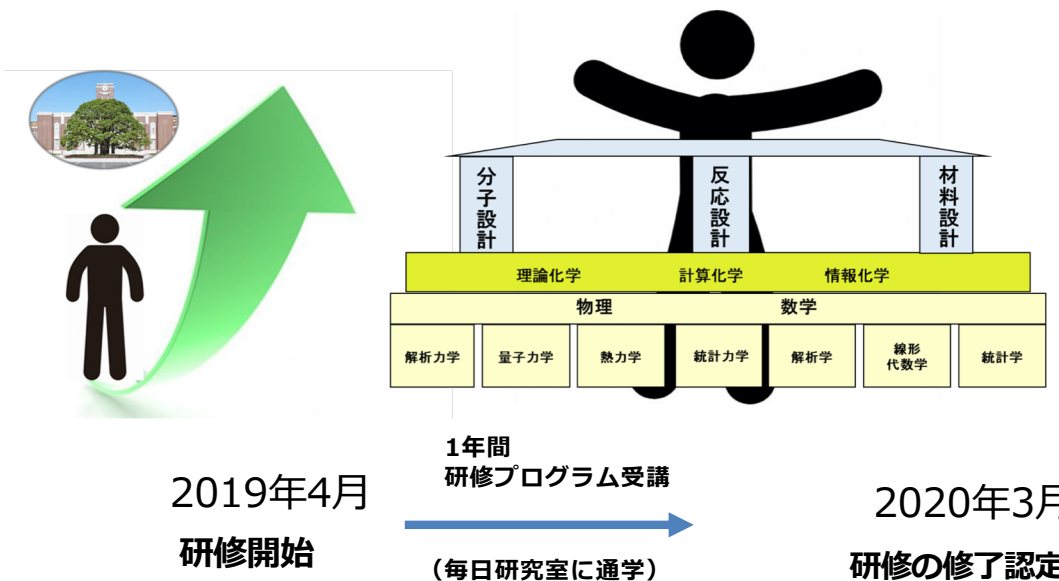 分子設計
反応設計
材料設計
理論化学 計算化学 情報化学
物理 数学
解析力学
量子力学
熱力学
統計力学
解析学
線形
代数学
統計学
1年間
研修プログラム受講
2019年4月
研修開始
(毎日研究室に通学)
2020年3月
研修の修了認定